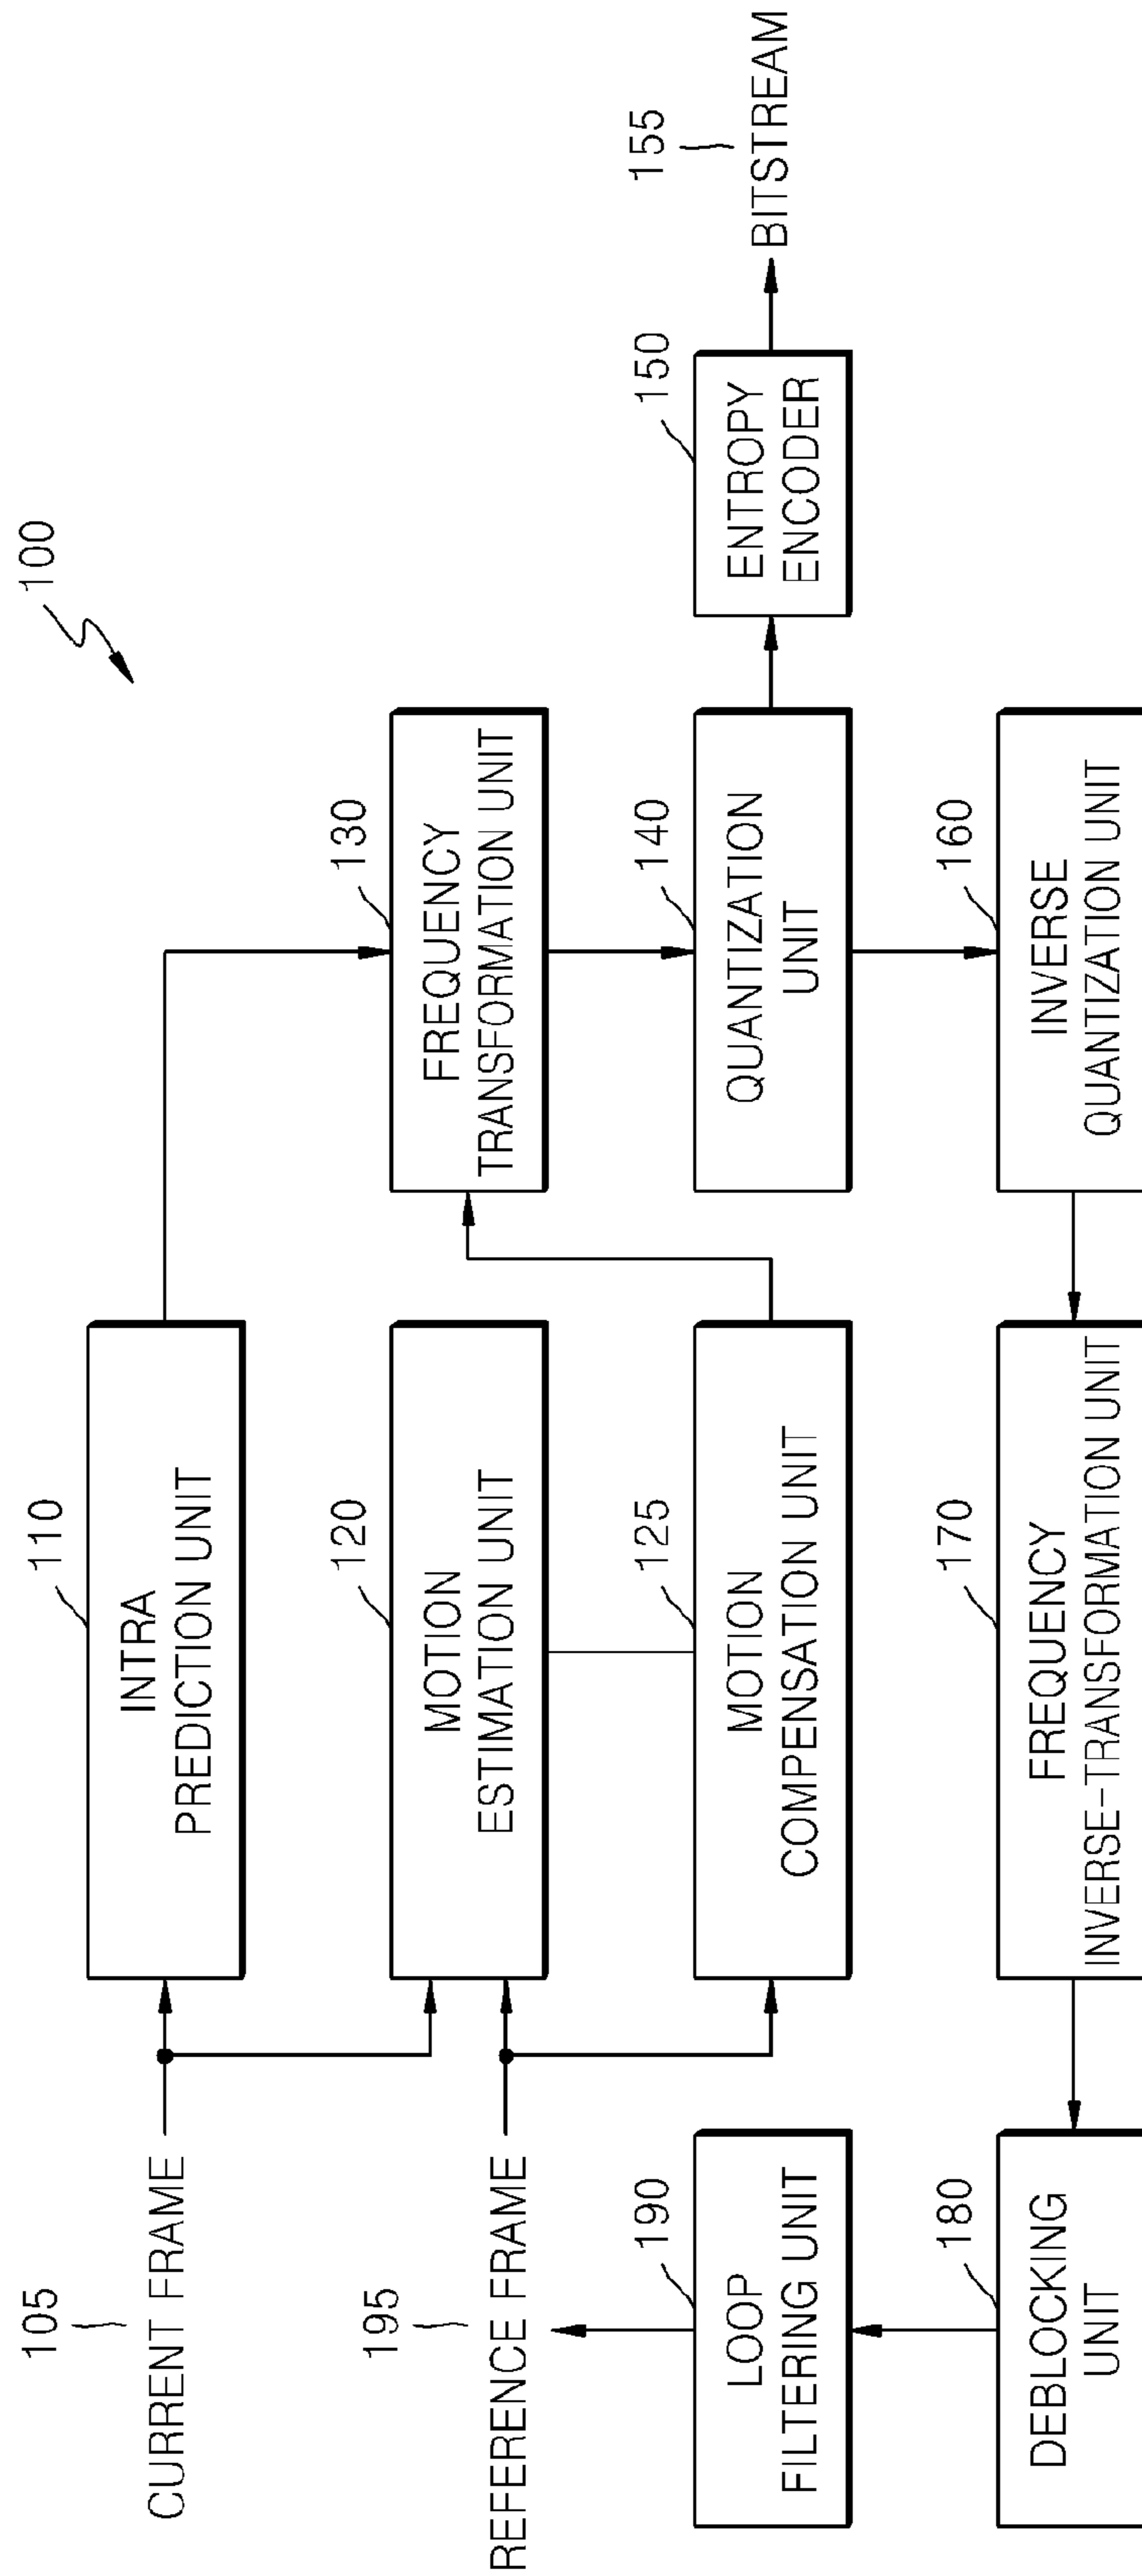 100
105
CURRENT FRAME
110
INTRA
PREDICTION UNIT
195
REFERENCE FRAME
120
MOTION
ESTIMATION UNIT
130
FREQUENCY
TRANSFORMATION UNIT
155
BITSTREAM
190
LOOP
FILTERING UNIT
125
MOTION
COMPENSATION UNIT
140
QUANTIZATION
UNIT
150
ENTROPY
ENCODER
180
DEBLOCKING
UNIT
170
FREQUENCY
INVERSE-TRANSFORMATION UNIT
160
INVERSE
QUANTIZATION UNIT